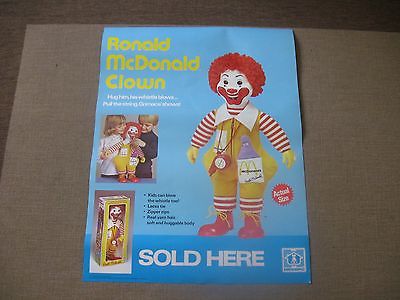 Ronald
McDonald
Clown
Hug him, his whistle blows...
Pull the string, Grimace shows!
McDonald's
Actual
Size
• Kids can blow
the whistle too!
• Laces tie
• Zipper zips
• Real yarn hair,
soft and huggable body
SOLD HERE